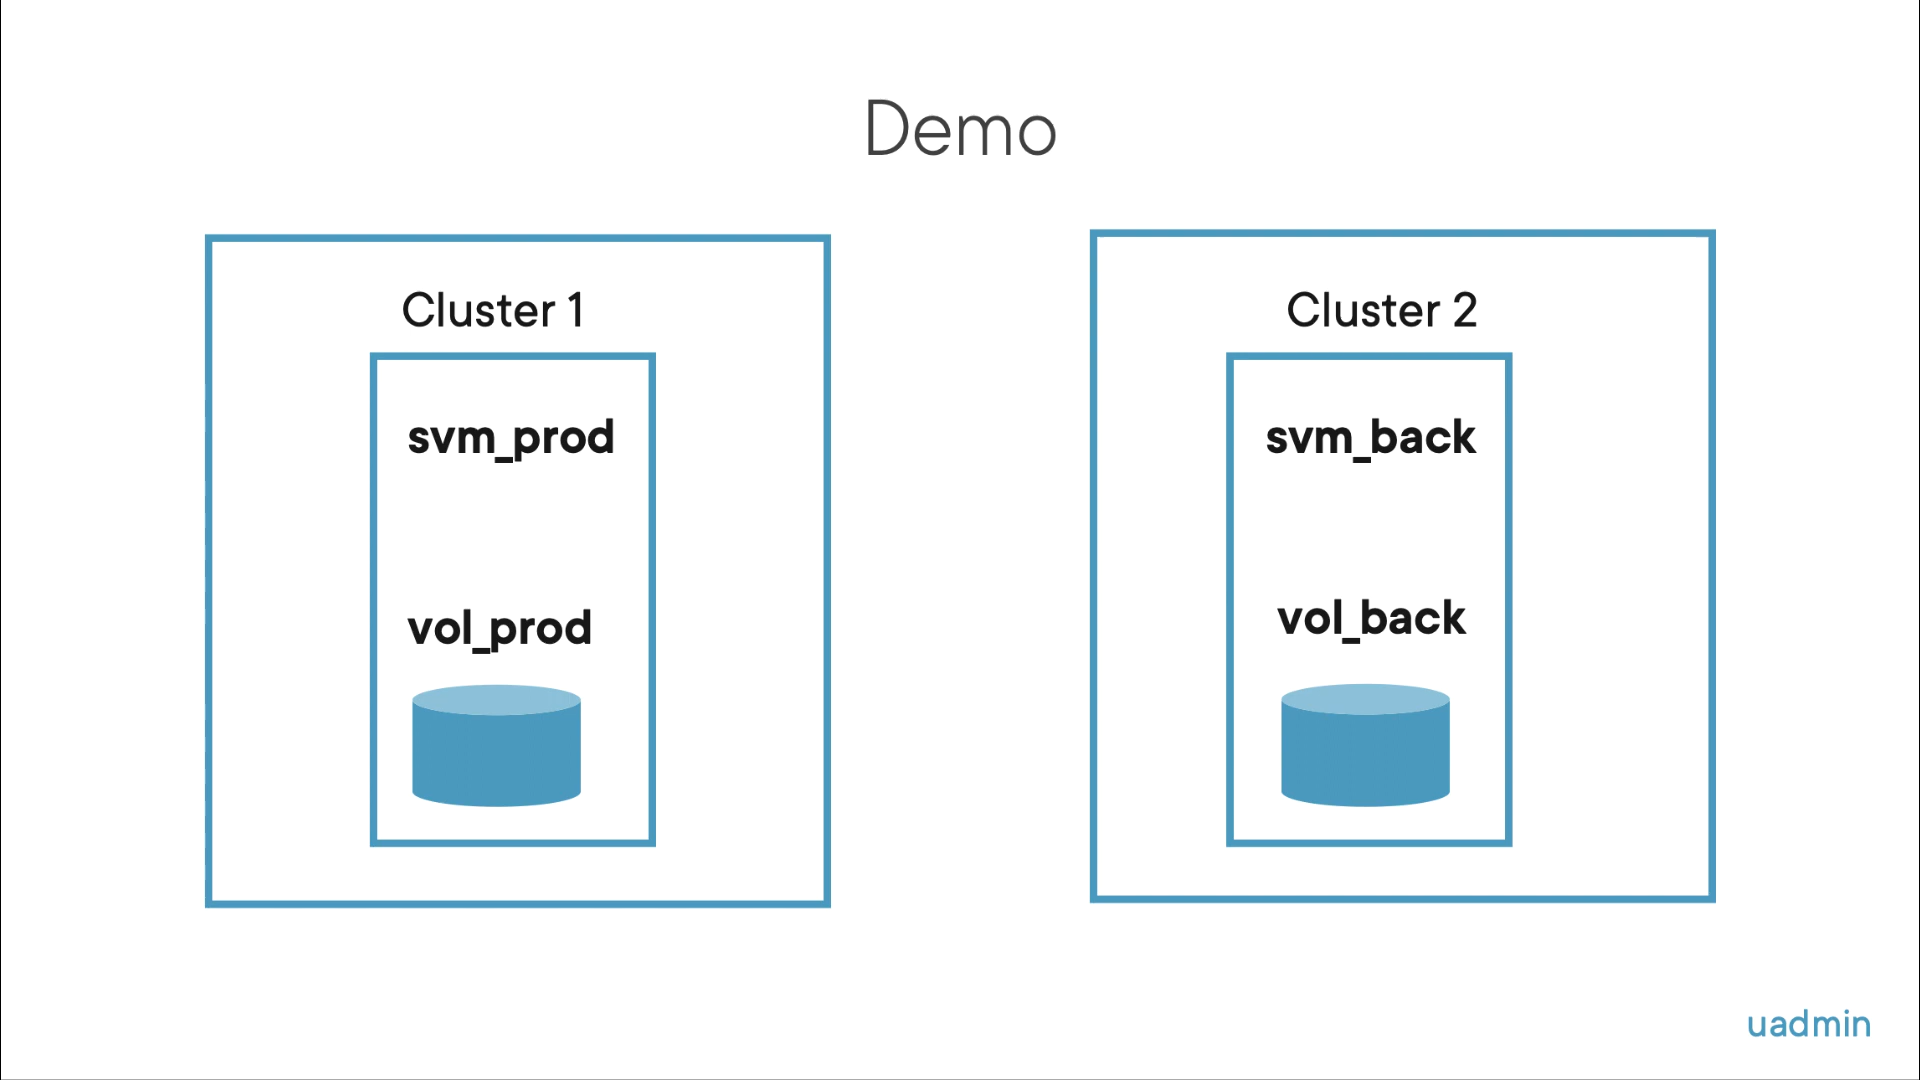 Demo
Cluster 1
svm_prod
vol_prod
Cluster 2
svm_back
vol_back
uadmin